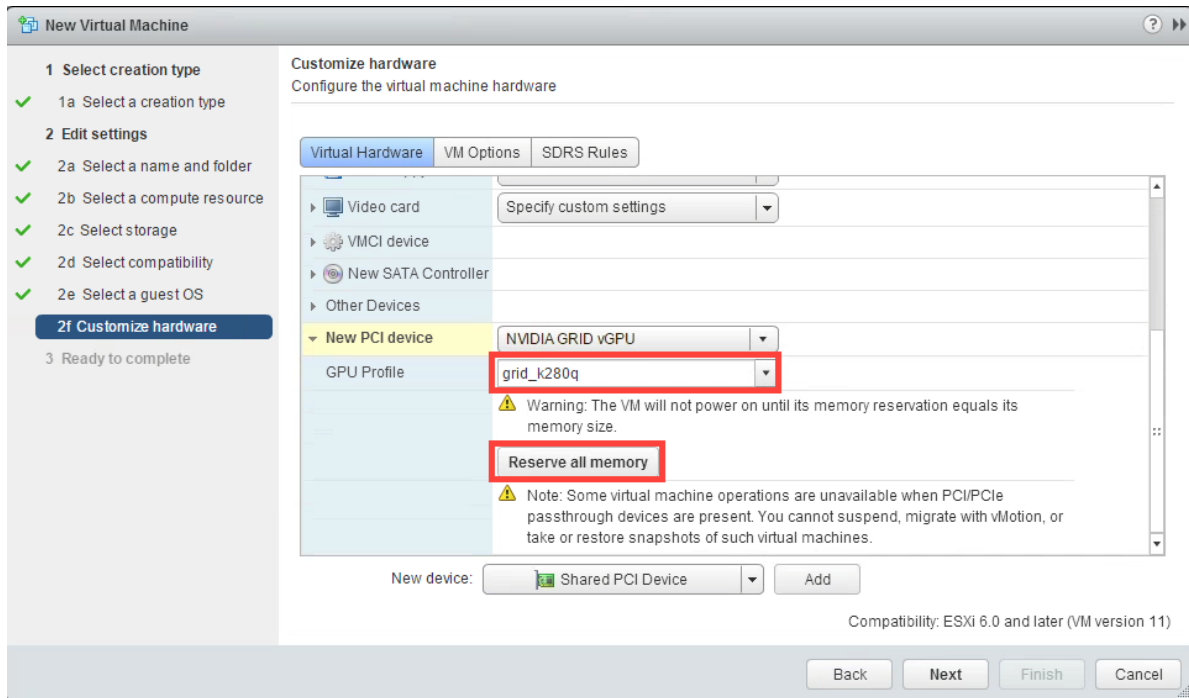 New Virtual Machine
1 Select creation type
1a Select a creation type
2 Edit settings
2a Select a name and folder
2b Select a compute resource
2c Select storage
2d Select compatibility
2e Select a guest OS
2f Customize hardware
3 Ready to complete
Customize hardware
Configure the virtual machine hardware
Virtual Hardware VM Options SDRS Rules
Video card Specify custom settings
VMCI device
New SATA Controller
Other Devices
New PCI device NVIDIA GRID vGPU
GPU Profile grid_k280q
Warning: The VM will not power on until its memory reservation equals its
memory size.
Reserve all memory
Note: Some virtual machine operations are unavailable when PCI/PCIe
passthrough devices are present. You cannot suspend, migrate with vMotion, or
take or restore snapshots of such virtual machines.
New device: Shared PCI Device Add
Compatibility: ESXi 6.0 and later (VM version 11)
Back Next Finish Cancel